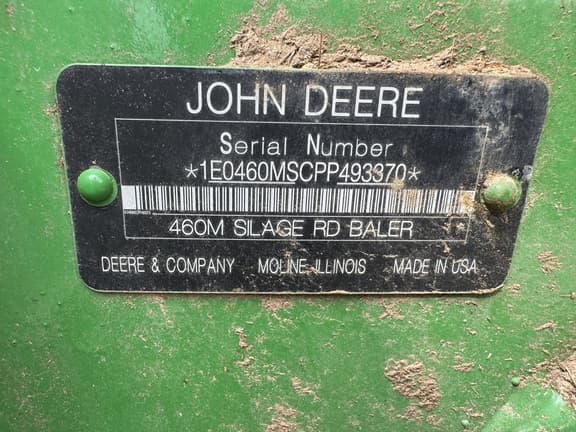 JOHN DEERE
Serial Number
*1E0460MSCPP493370*
460M SILAGE RD BALER
DEERE & COMPANY MOLINE, ILLINOIS MADE IN USA